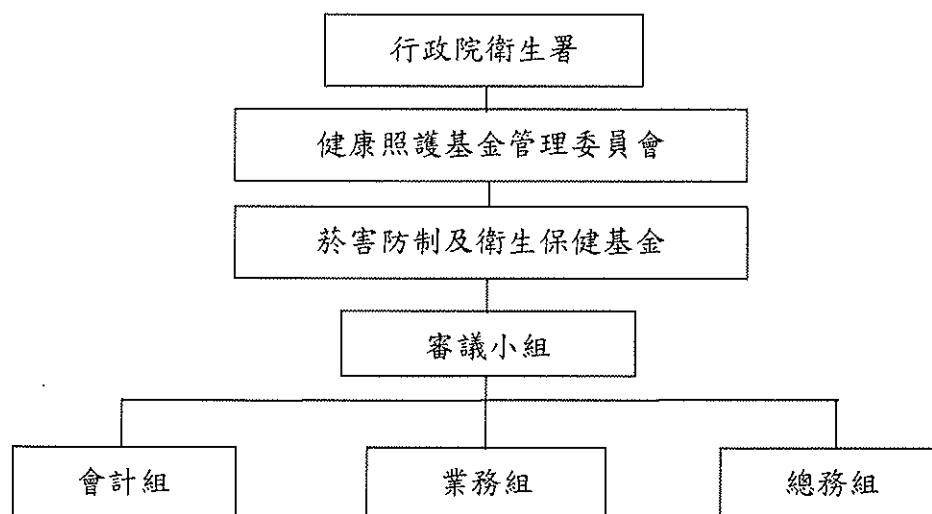 行政院衛生署
健康照護基金管理委員會
菸害防制及衛生保健基金
審議小組
會計組
業務組
總務組